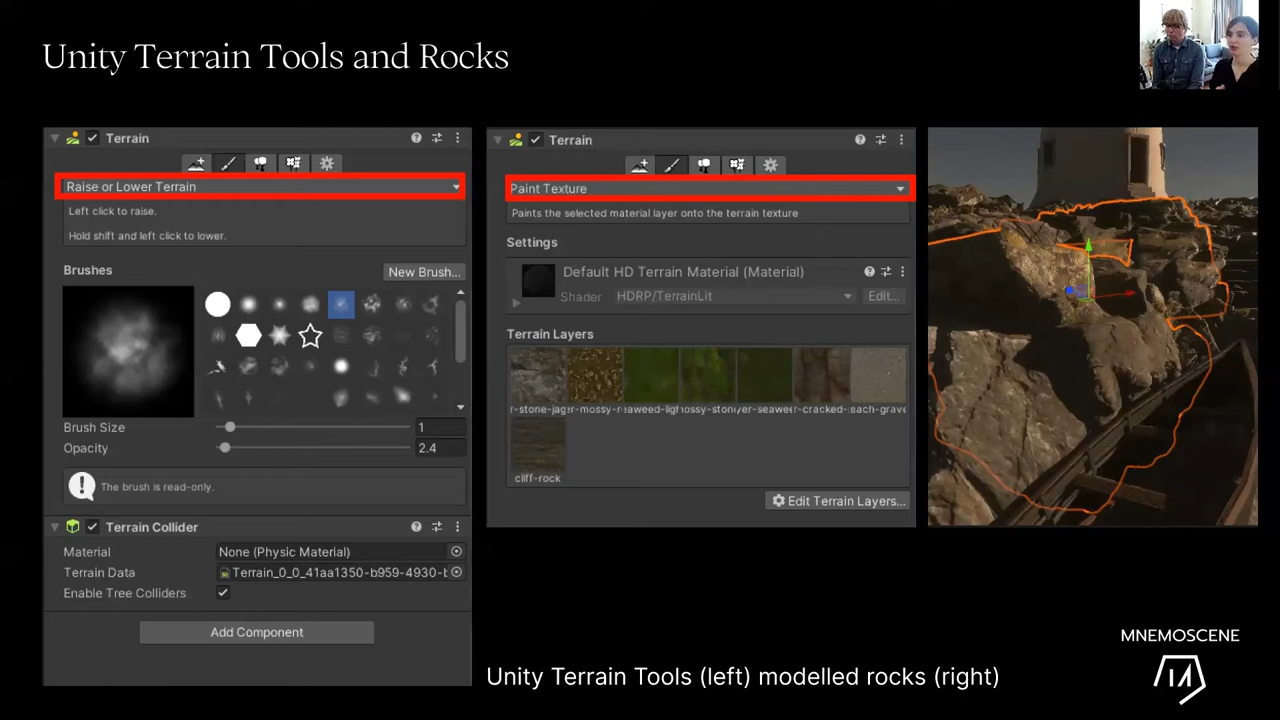 Unity Terrain Tools and Rocks
Terrain
Raise or Lower Terrain
Left click to raise.
Hold shift and left click to lower.
Brushes
New Brush...
Brush Size
1
Opacity
2.4
The brush is read-only.
Terrain Collider
Material
None (Physic Material)
Terrain Data
Terrain_0_0_41aa1350-b959-4930-b
Enable Tree Colliders
Add Component
Terrain
Paint Texture
Paints the selected material layer onto the terrain texture
Settings
Default HD Terrain Material (Material)
Shader
HDRP/TerrainLit
Edit...
Terrain Layers
cliff-rock
Edit Terrain Layers...
Unity Terrain Tools (left) modelled rocks (right)
MNEMOSCENE